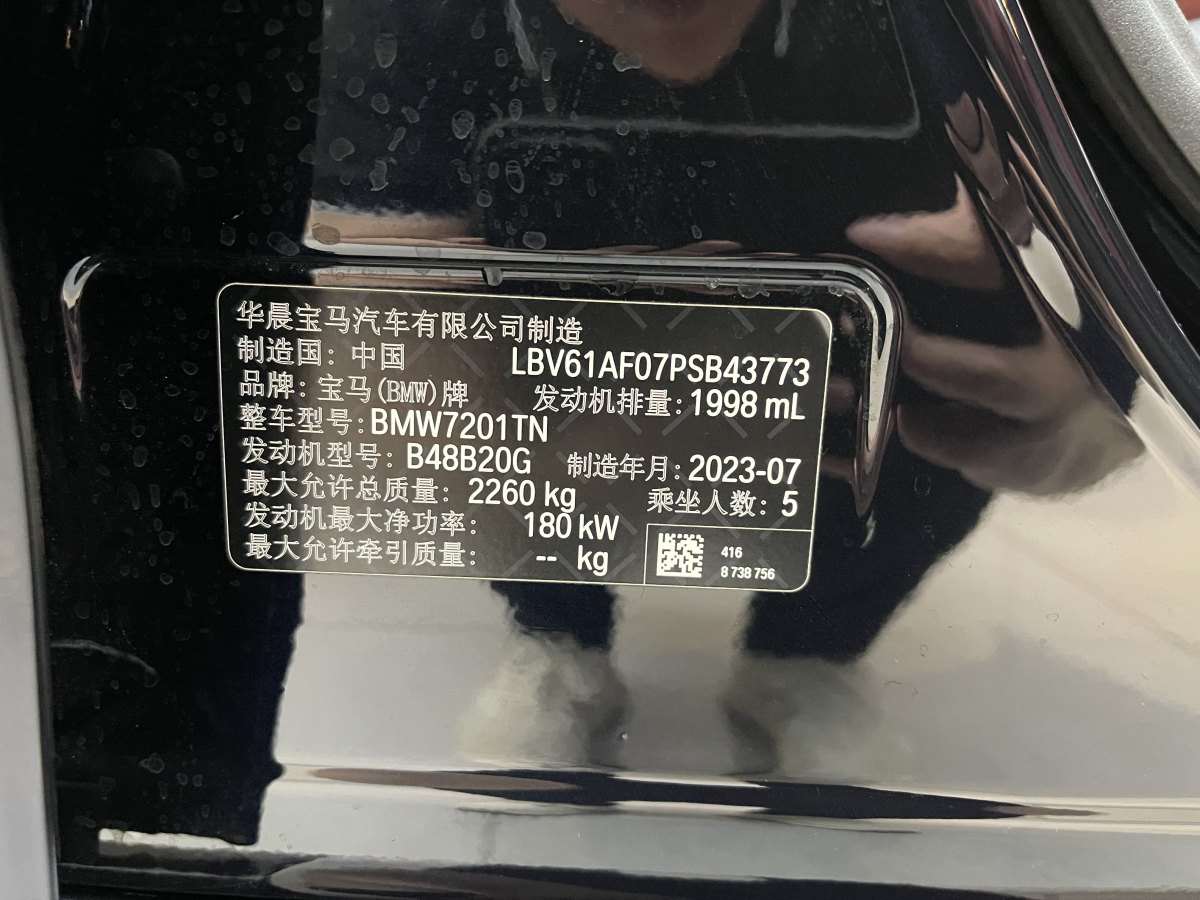 华晨宝马汽车有限公司制造
制造国: 中国 LBV61AF07PSB43773
品牌: 宝马(BMW)牌 发动机排量: 1998 mL
整车型号: BMW7201TN
发动机型号: B48B20G 制造年月: 2023-07
最大允许总质量: 2260 kg 乘坐人数: 5
发动机最大净功率: 180 kW
最大允许牵引质量: -- kg
416
8 738 756